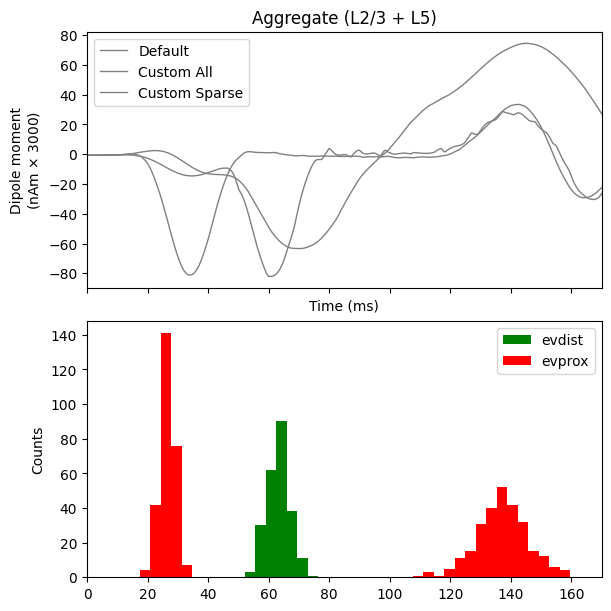 Aggregate (L2/3 + L5)
Dipole moment
(nAm × 3000)
80
60
40
20
0
−20
−40
−60
−80
Default
Custom All
Custom Sparse
Time (ms)
Counts
140
120
100
80
60
40
20
0
evdist
evprox
0 20 40 60 80 100 120 140 160